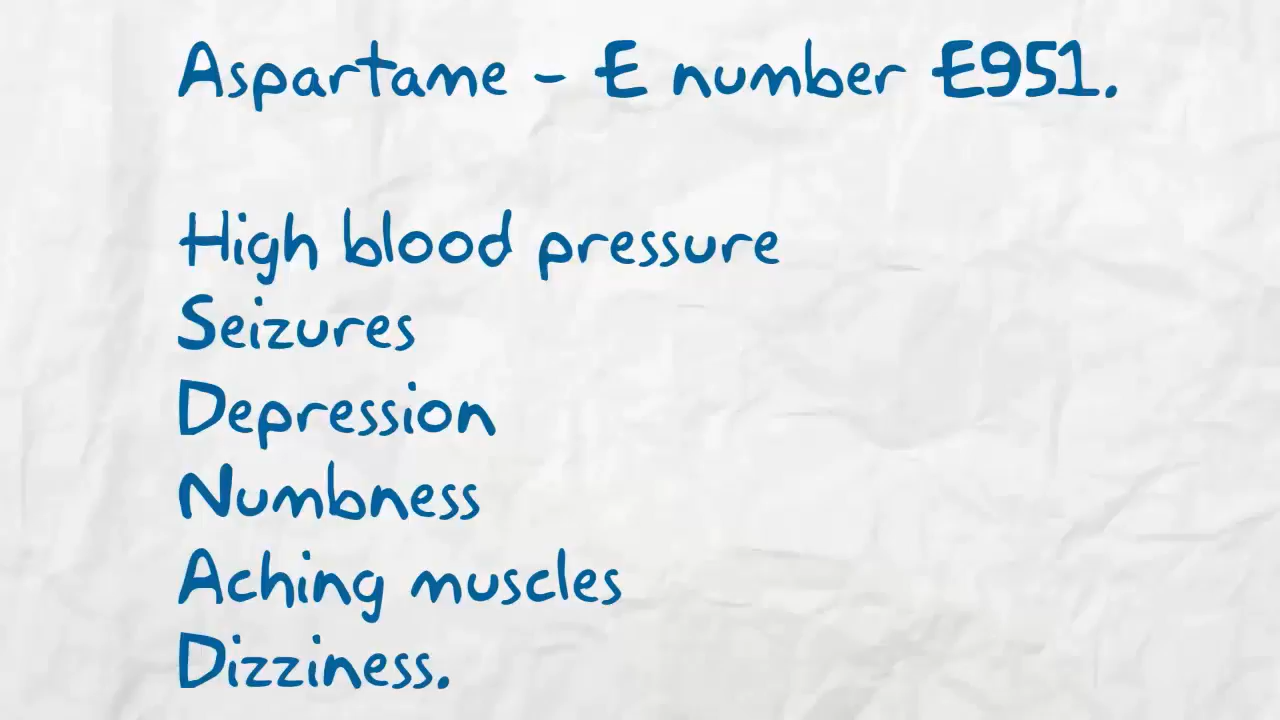 Aspartame - E number E951.
High blood pressure
Seizures
Depression
Numbness
Aching muscles
Dizziness.